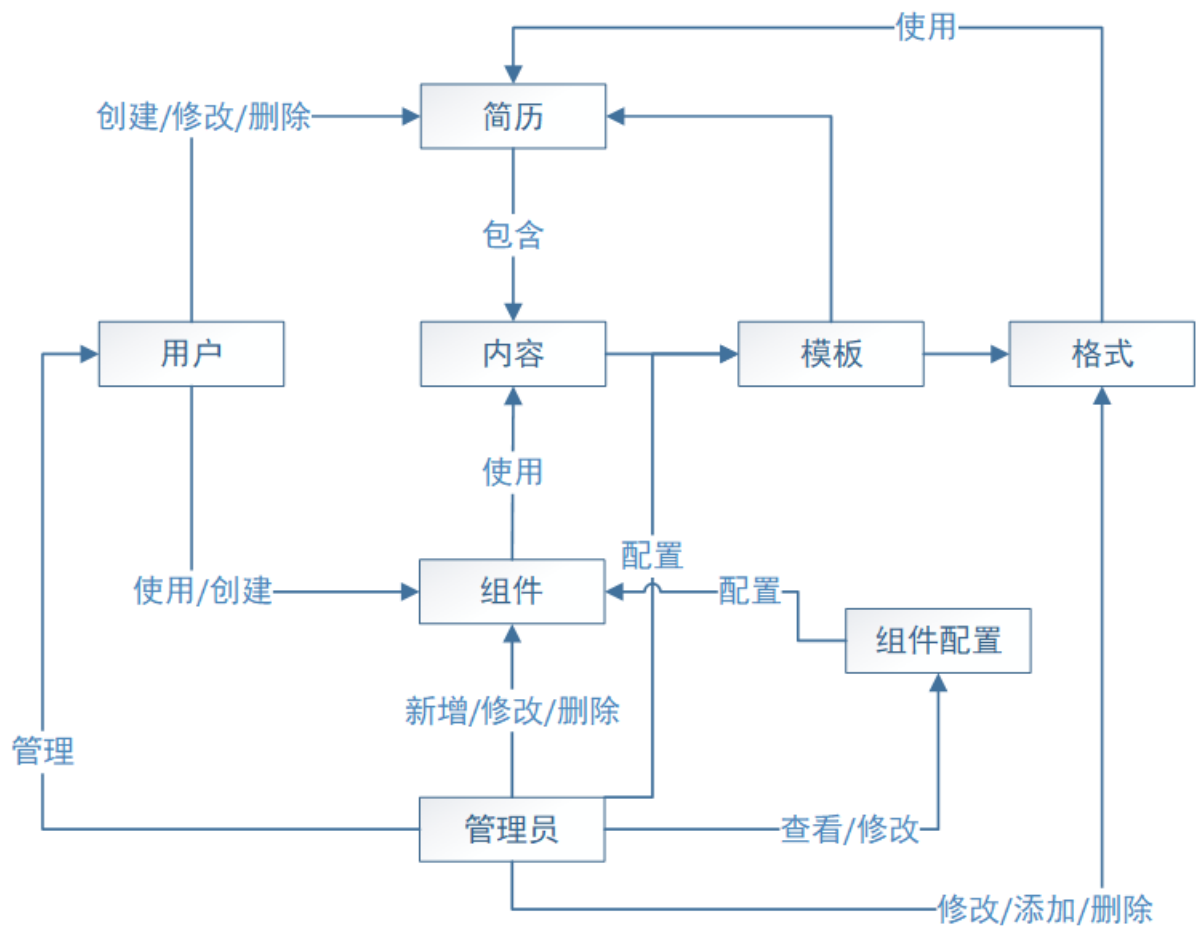 使用
创建/修改/删除
简历
包含
用户
内容
模板
格式
使用
配置
使用/创建
组件
配置
组件配置
新增/修改/删除
管理
管理员
查看/修改
修改/添加/删除